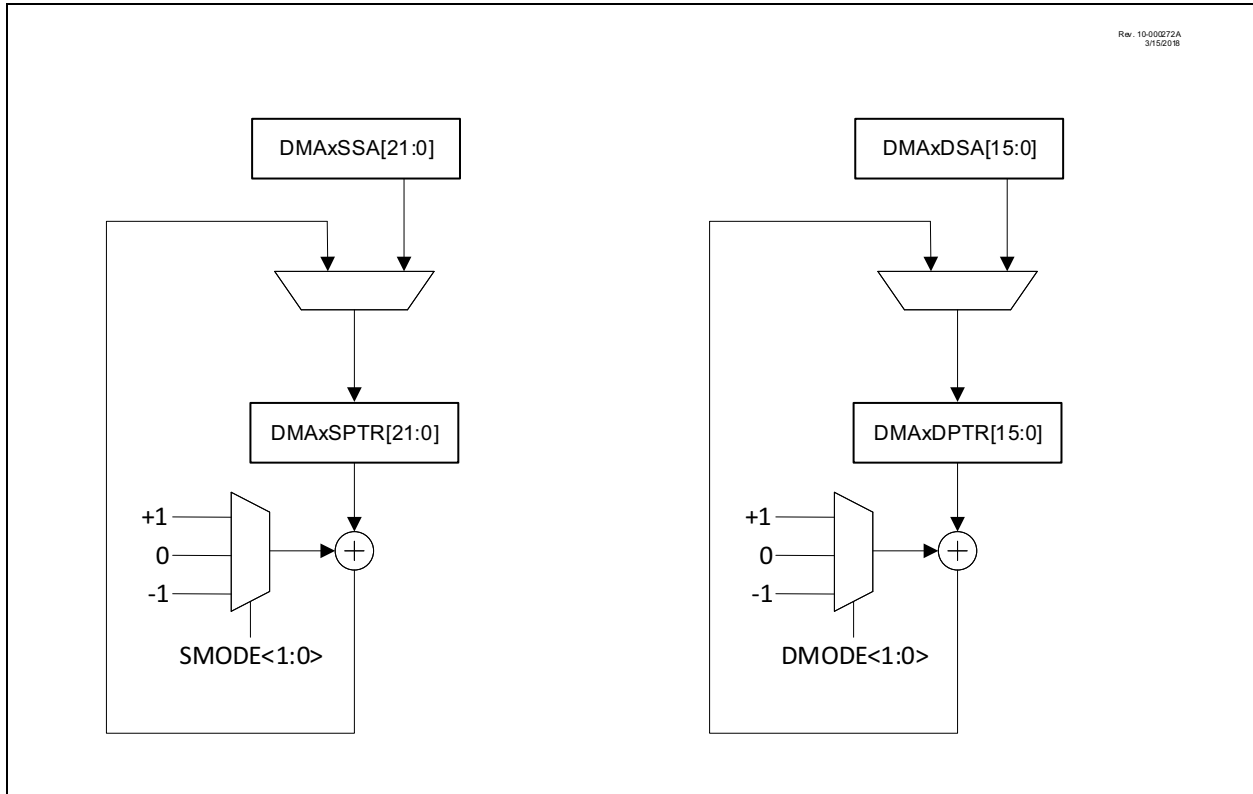 Rev. 10-000272A
3/15/2018
DMAxSSA[21:0]
DMAxSPTR[21:0]
+1
0
-1
SMODE<1:0>
DMAxDSA[15:0]
DMAxDPTR[15:0]
+1
0
-1
DMODE<1:0>